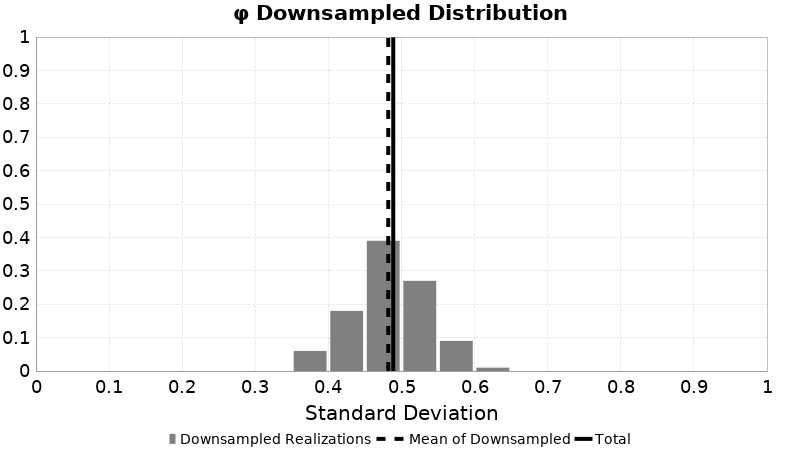 φ Downsampled Distribution
1
0.9
0.8
0.7
0.6
0.5
0.4
0.3
0.2
0.1
0
0 0.1 0.2 0.3 0.4 0.5 0.6 0.7 0.8 0.9 1
Standard Deviation
Downsampled Realizations Mean of Downsampled Total